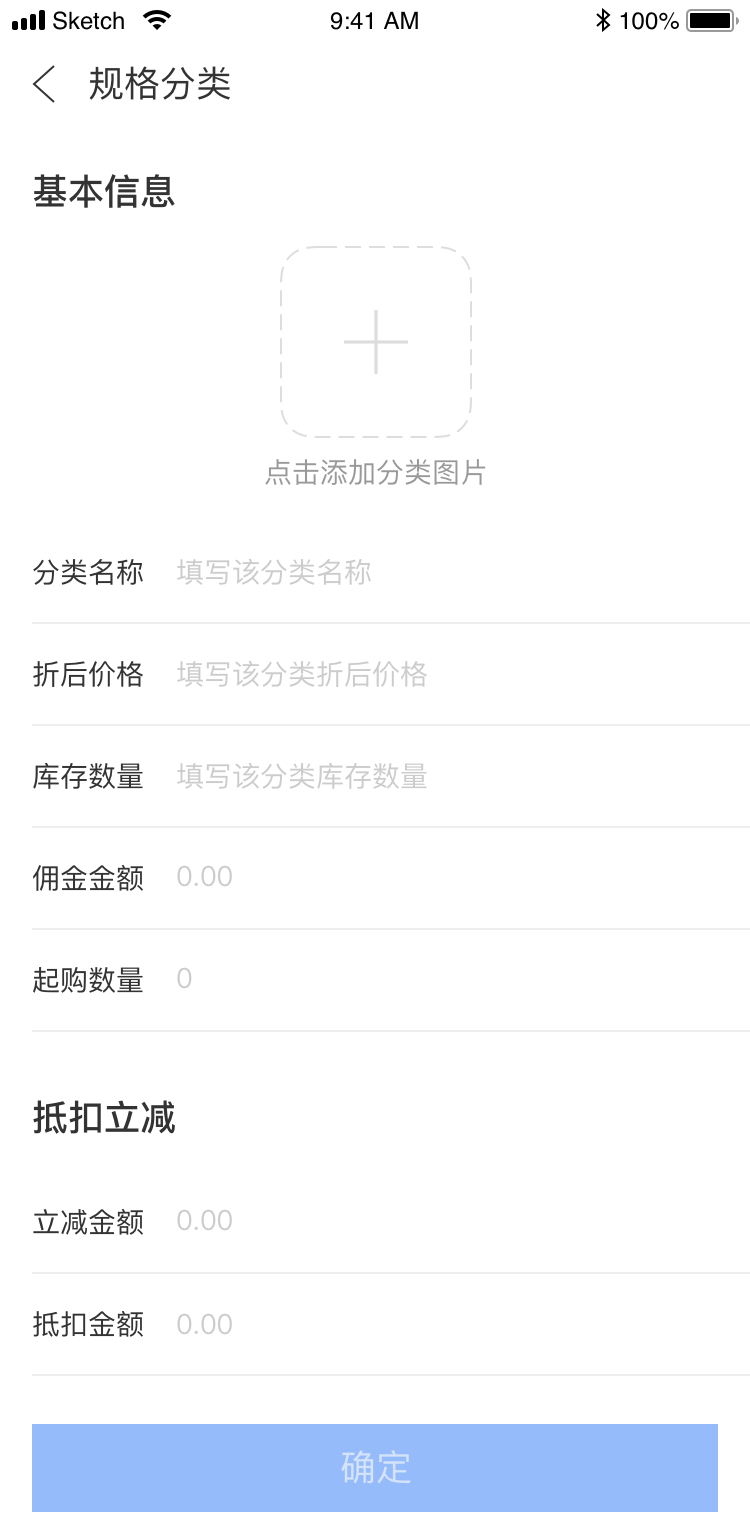 Sketch 9:41 AM 100%
规格分类
基本信息
点击添加分类图片
分类名称 填写该分类名称
折后价格 填写该分类折后价格
库存数量 填写该分类库存数量
佣金金额 0.00
起购数量 0
抵扣立减
立减金额 0.00
抵扣金额 0.00
确定